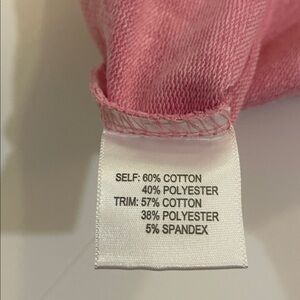 SELF: 60% COTTON
40% POLYESTER
TRIM: 57% COTTON
38% POLYESTER
5% SPANDEX